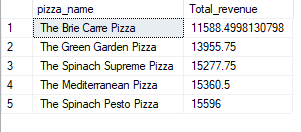 pizza_name Total_revenue
1 The Brie Carre Pizza 11588.4998130798
2 The Green Garden Pizza 13955.75
3 The Spinach Supreme Pizza 15277.75
4 The Mediterranean Pizza 15360.5
5 The Spinach Pesto Pizza 15596